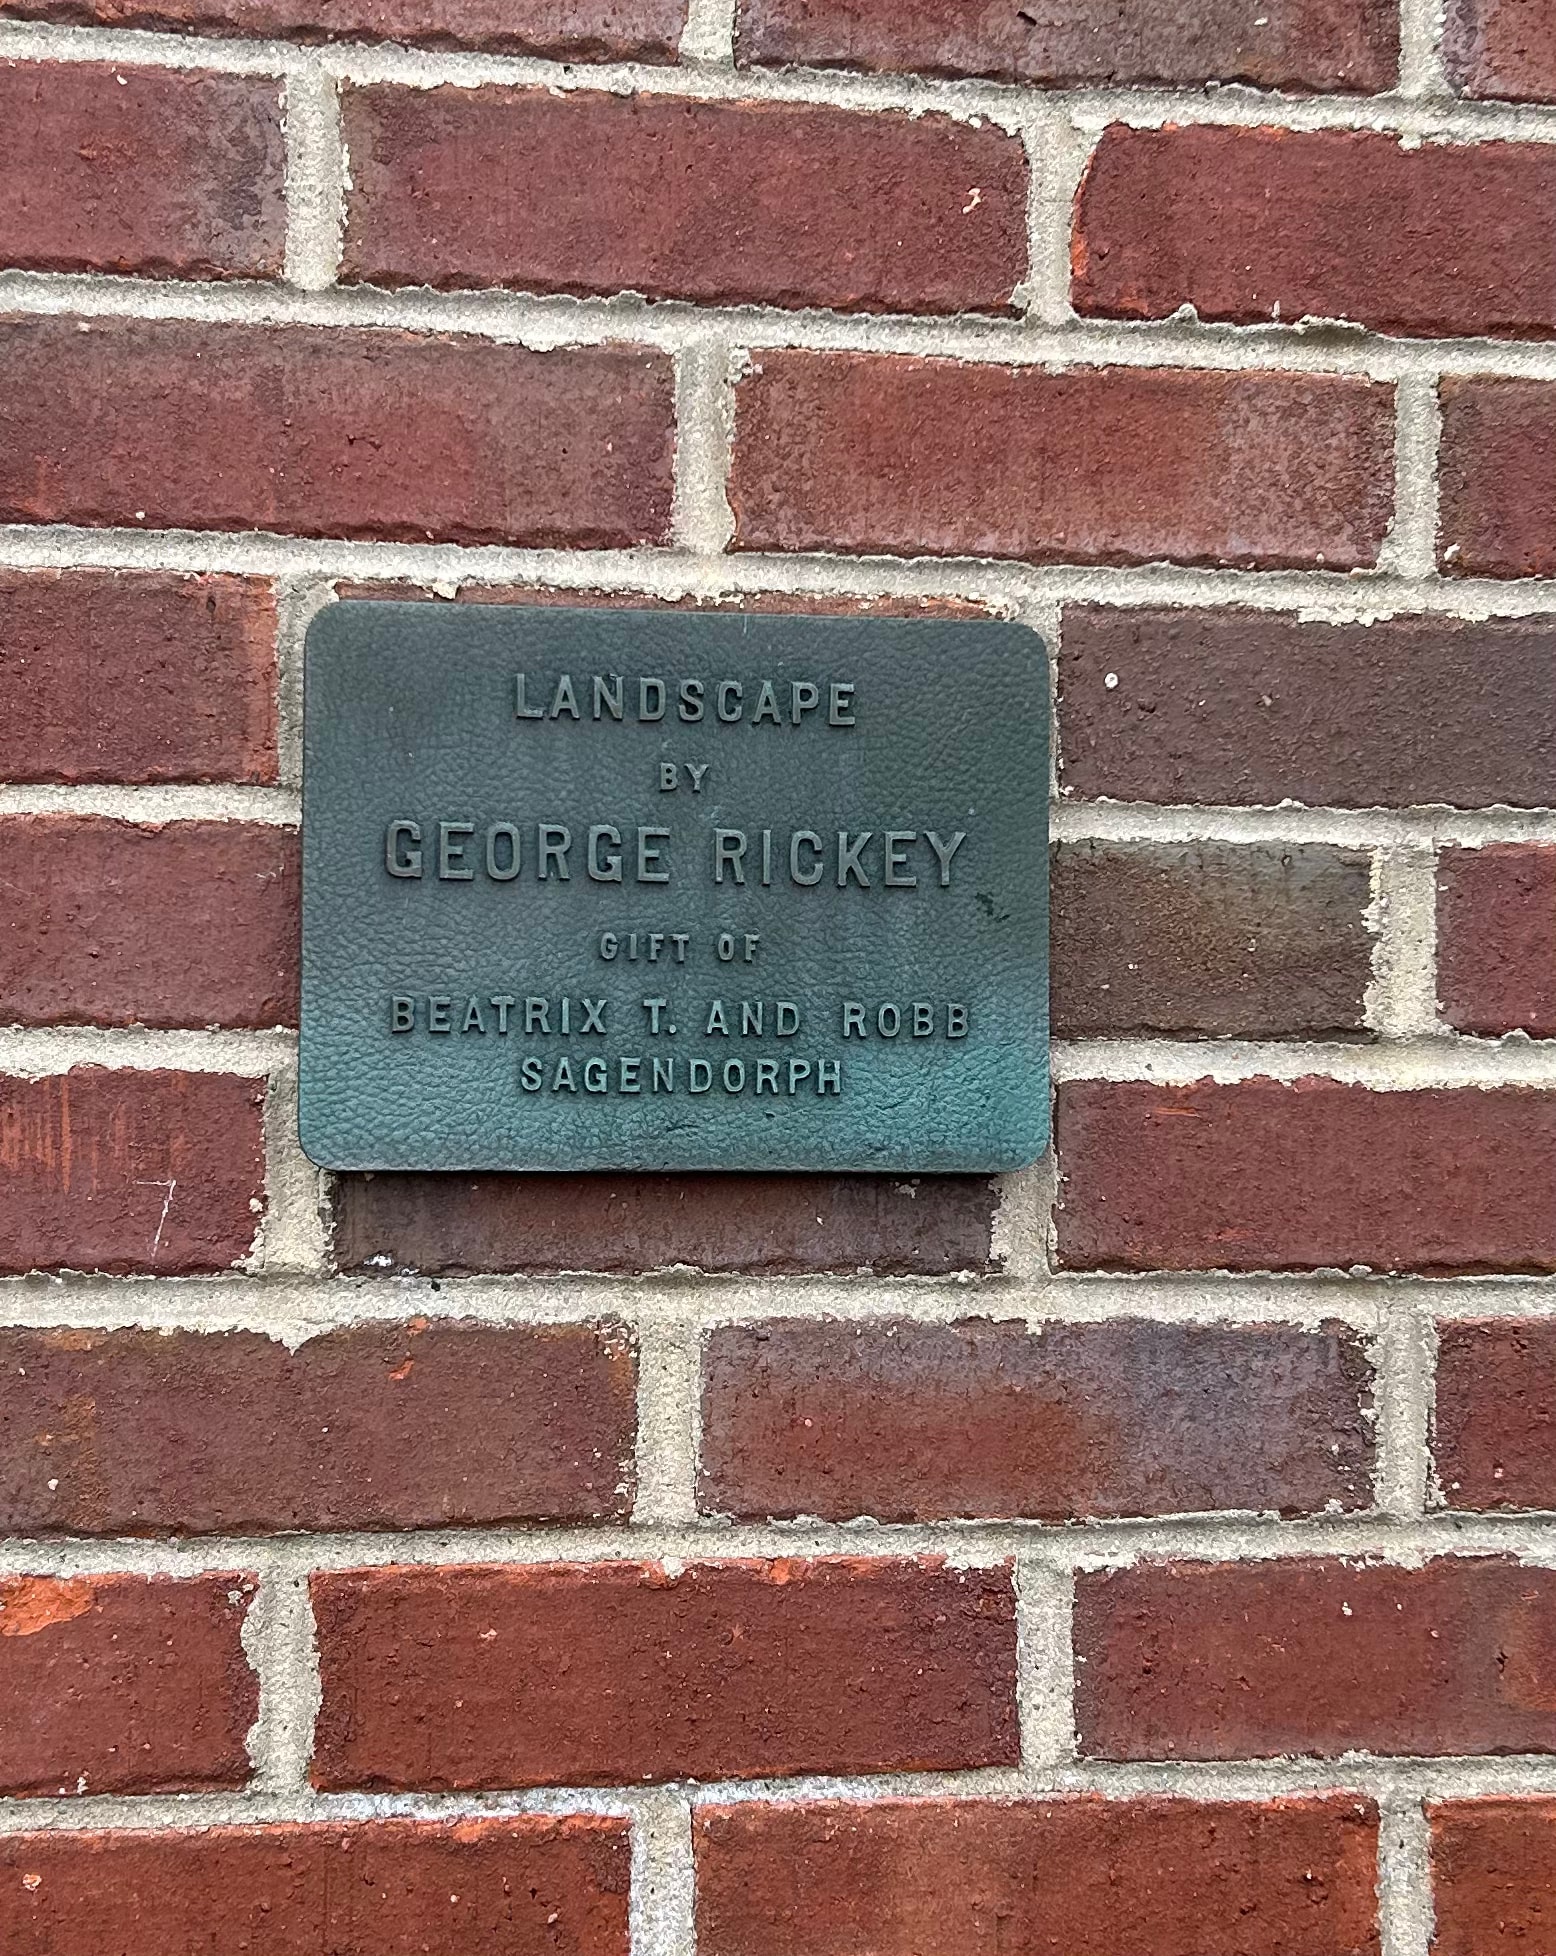 LANDSCAPE
BY
GEORGE RICKEY
GIFT OF
BEATRIX T. AND ROBB
SAGENDORPH